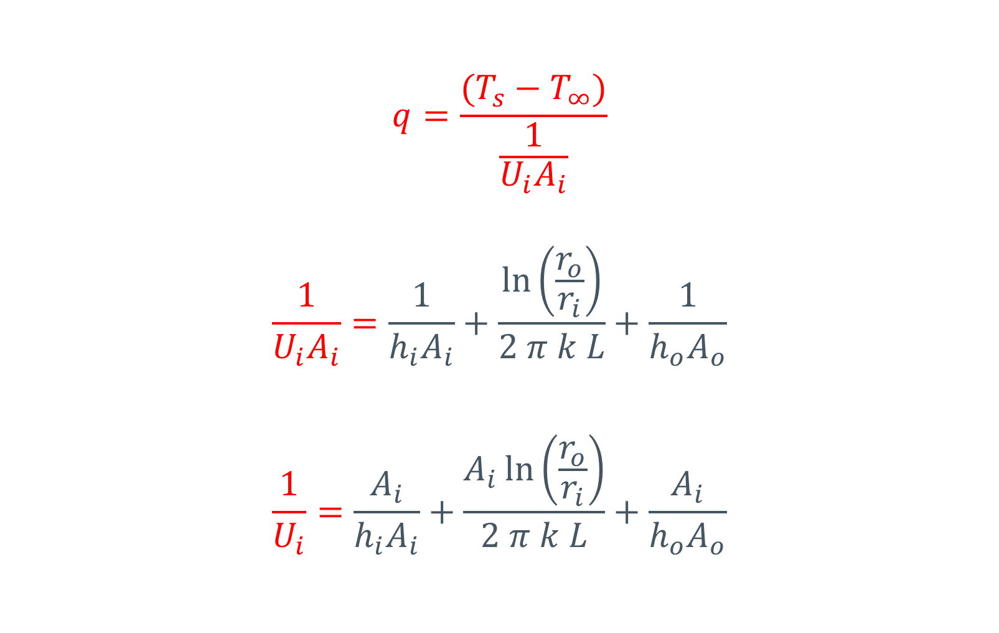 q = (T_s − T_∞) / (1 / (U_i A_i))
1 / (U_i A_i) = 1 / (h_i A_i) + ln(r_o / r_i) / (2 π k L) + 1 / (h_o A_o)
1 / U_i = A_i / (h_i A_i) + A_i ln(r_o / r_i) / (2 π k L) + A_i / (h_o A_o)